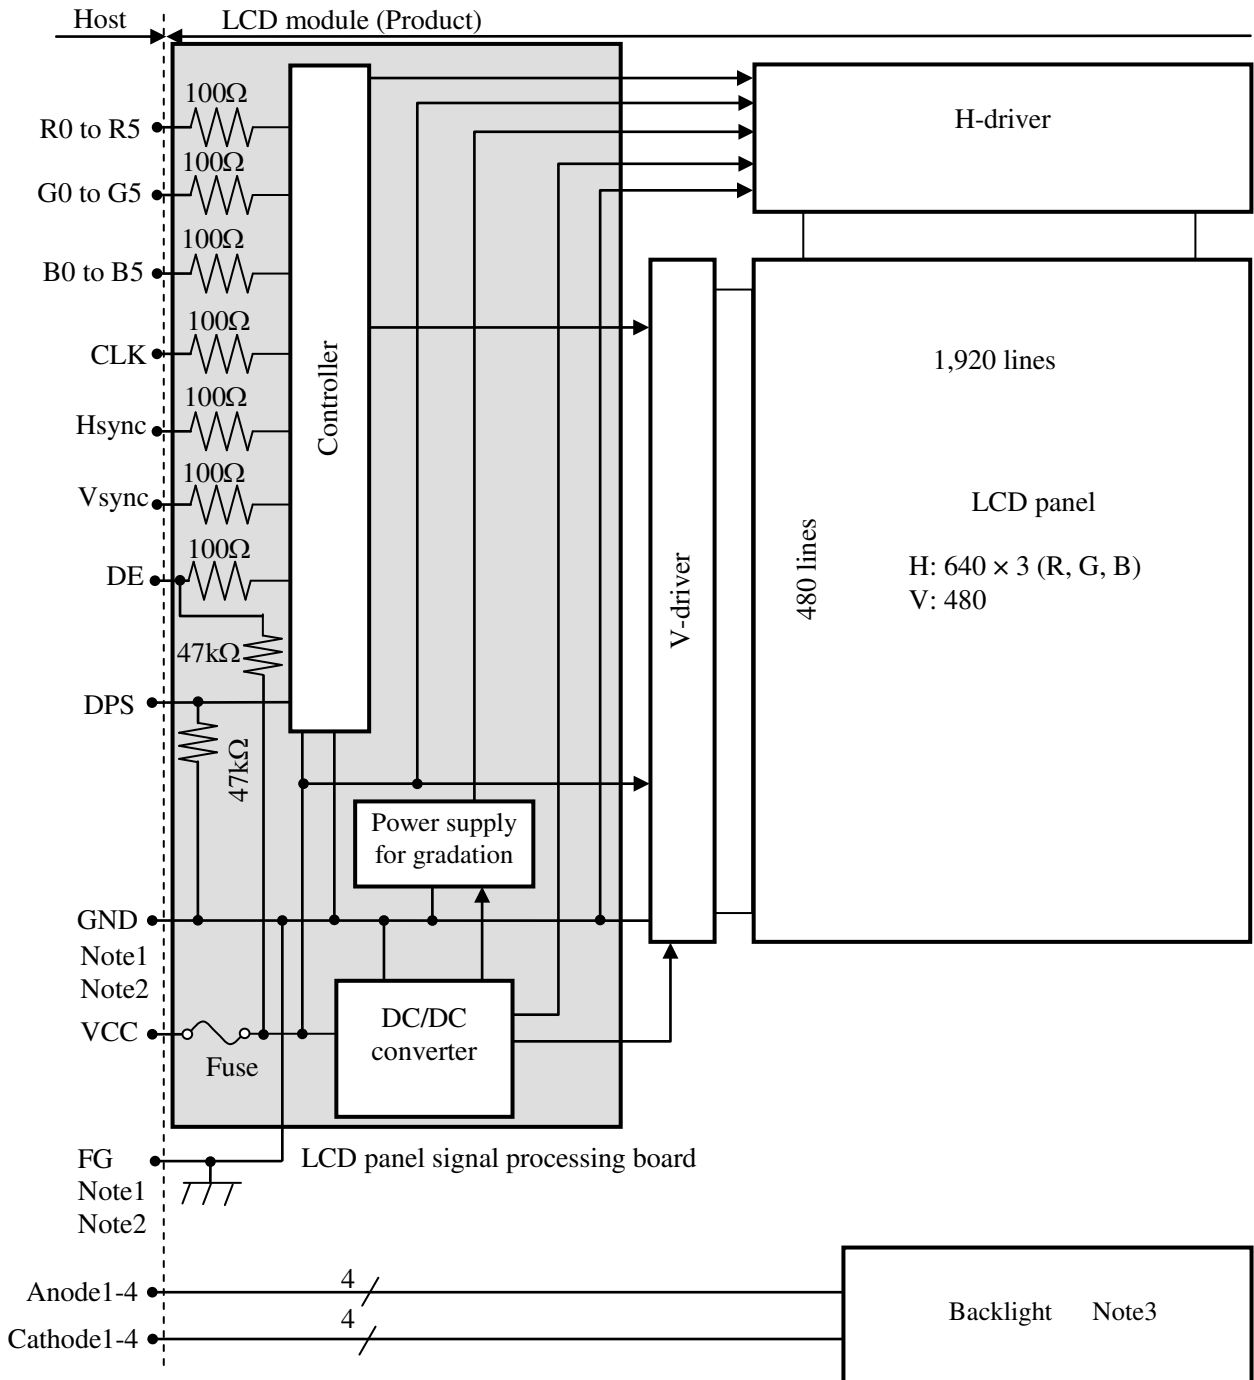 Host
LCD module (Product)
100Ω
R0 to R5
H-driver
100Ω
G0 to G5
100Ω
B0 to B5
100Ω
CLK
Controller
1,920 lines
100Ω
Hsync
100Ω
Vsync
LCD panel
100Ω
DE
480 lines
H: 640 × 3 (R, G, B)
V: 480
V-driver
47kΩ
DPS
47kΩ
Power supply
for gradation
GND
Note1
Note2
VCC
Fuse
DC/DC
converter
FG
Note1
Note2
LCD panel signal processing board
Anode1-4
4
Backlight Note3
Cathode1-4
4